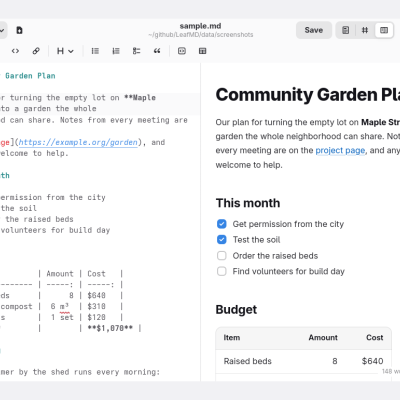 sample.md
~/github/LeafMD/data/screenshots
Save
H
Garden Plan
r turning the empty lot on **Maple
to a garden the whole
d can share. Notes from every meeting are
ge](https://example.org/garden), and
elcome to help.
th
ermission from the city
the soil
the raised beds
volunteers for build day
| Amount | Cost |
------- | -----: | -----: |
ds | 8 | $640 |
compost | 6 m³ | $310 |
s | 1 set | $120 |
| | **$1,070** |
mer by the shed runs every morning:
Community Garden Pla
Our plan for turning the empty lot on Maple Str
garden the whole neighborhood can share. Not
every meeting are on the project page, and any
welcome to help.
This month
Get permission from the city
Test the soil
Order the raised beds
Find volunteers for build day
Budget
Item Amount Cost
Raised beds 8 $640
148 w